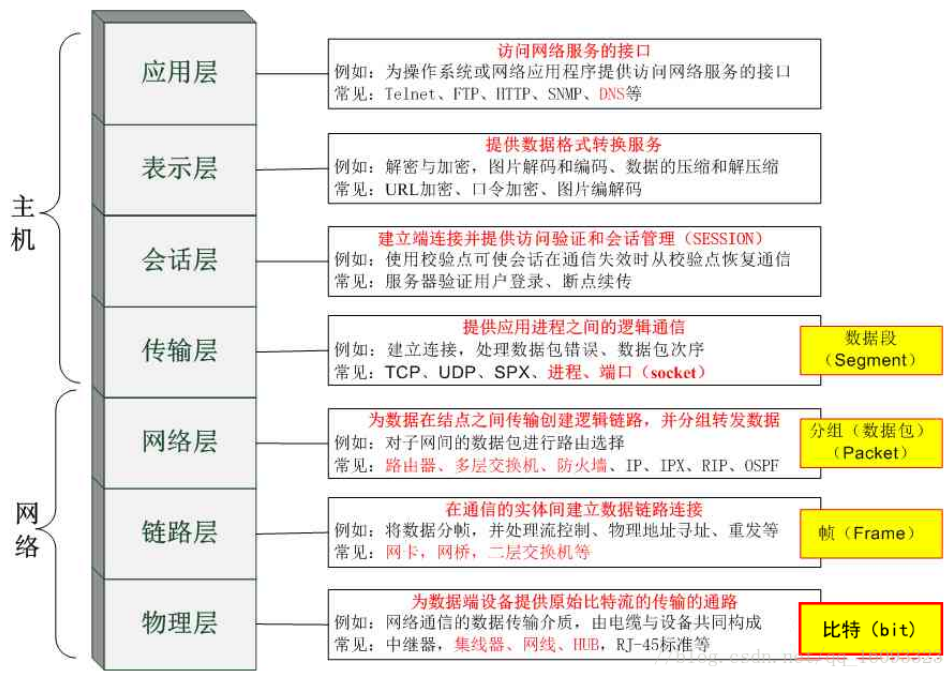 应用层
访问网络服务的接口
例如：为操作系统或网络应用程序提供访问网络服务的接口
常见：Telnet、FTP、HTTP、SNMP、DNS等
表示层
提供数据格式转换服务
例如：解密与加密，图片解码和编码、数据的压缩和解压缩
常见：URL加密、口令加密、图片编解码
主机
会话层
建立端连接并提供访问验证和会话管理（SESSION）
例如：使用校验点可使会话在通信失效时从校验点恢复通信
常见：服务器验证用户登录、断点续传
传输层
提供应用进程之间的逻辑通信
例如：建立连接，处理数据包错误、数据包次序
常见：TCP、UDP、SPX、进程、端口（socket）
数据段
（Segment）
网络层
为数据在结点之间传输创建逻辑链路，并分组转发数据
例如：对子网间的数据包进行路由选择
常见：路由器、多层交换机、防火墙、IP、IPX、RIP、OSPF
分组（数据包）
（Packet）
网络
链路层
在通信的实体间建立数据链路连接
例如：将数据分帧，并处理流控制、物理地址寻址、重发等
常见：网卡，网桥，二层交换机等
帧（Frame）
物理层
为数据端设备提供原始比特流的传输的通路
例如：网络通信的数据传输介质，由电缆与设备共同构成
常见：中继器，集线器、网线、HUB，RJ-45标准等
比特（bit）